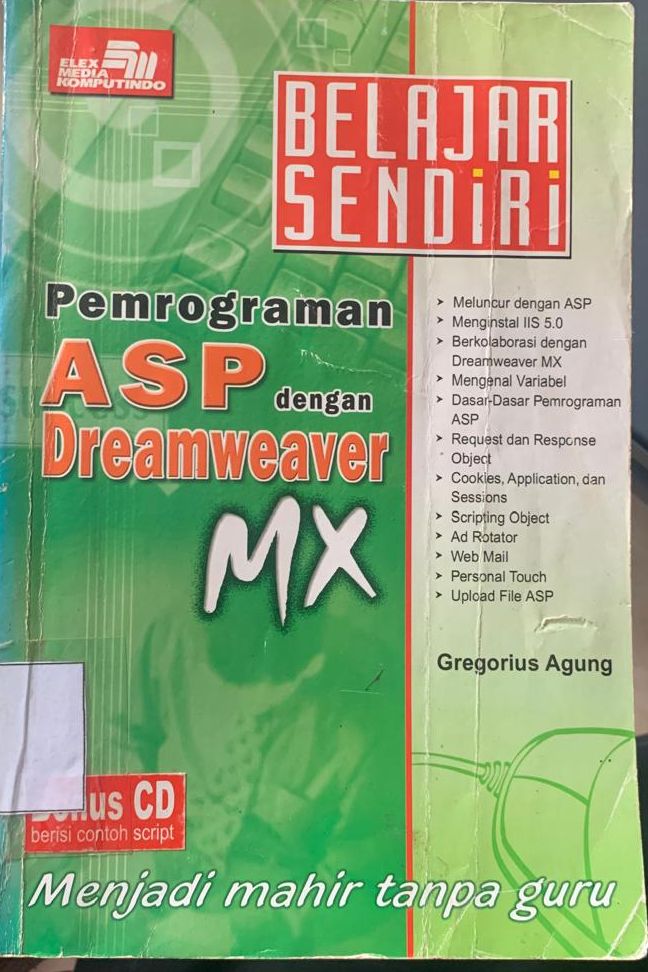 ELEX
MEDIA
KOMPUTINDO
BELAJAR
SENDiRi
Pemrograman
ASP dengan
Dreamweaver
MX
➤ Meluncur dengan ASP
➤ Menginstal IIS 5.0
➤ Berkolaborasi dengan
Dreamweaver MX
➤ Mengenal Variabel
➤ Dasar-Dasar Pemrograman
ASP
➤ Request dan Response
Object
➤ Cookies, Application, dan
Sessions
➤ Scripting Object
➤ Ad Rotator
➤ Web Mail
➤ Personal Touch
➤ Upload File ASP
Gregorius Agung
Bonus CD
berisi contoh script
Menjadi mahir tanpa guru